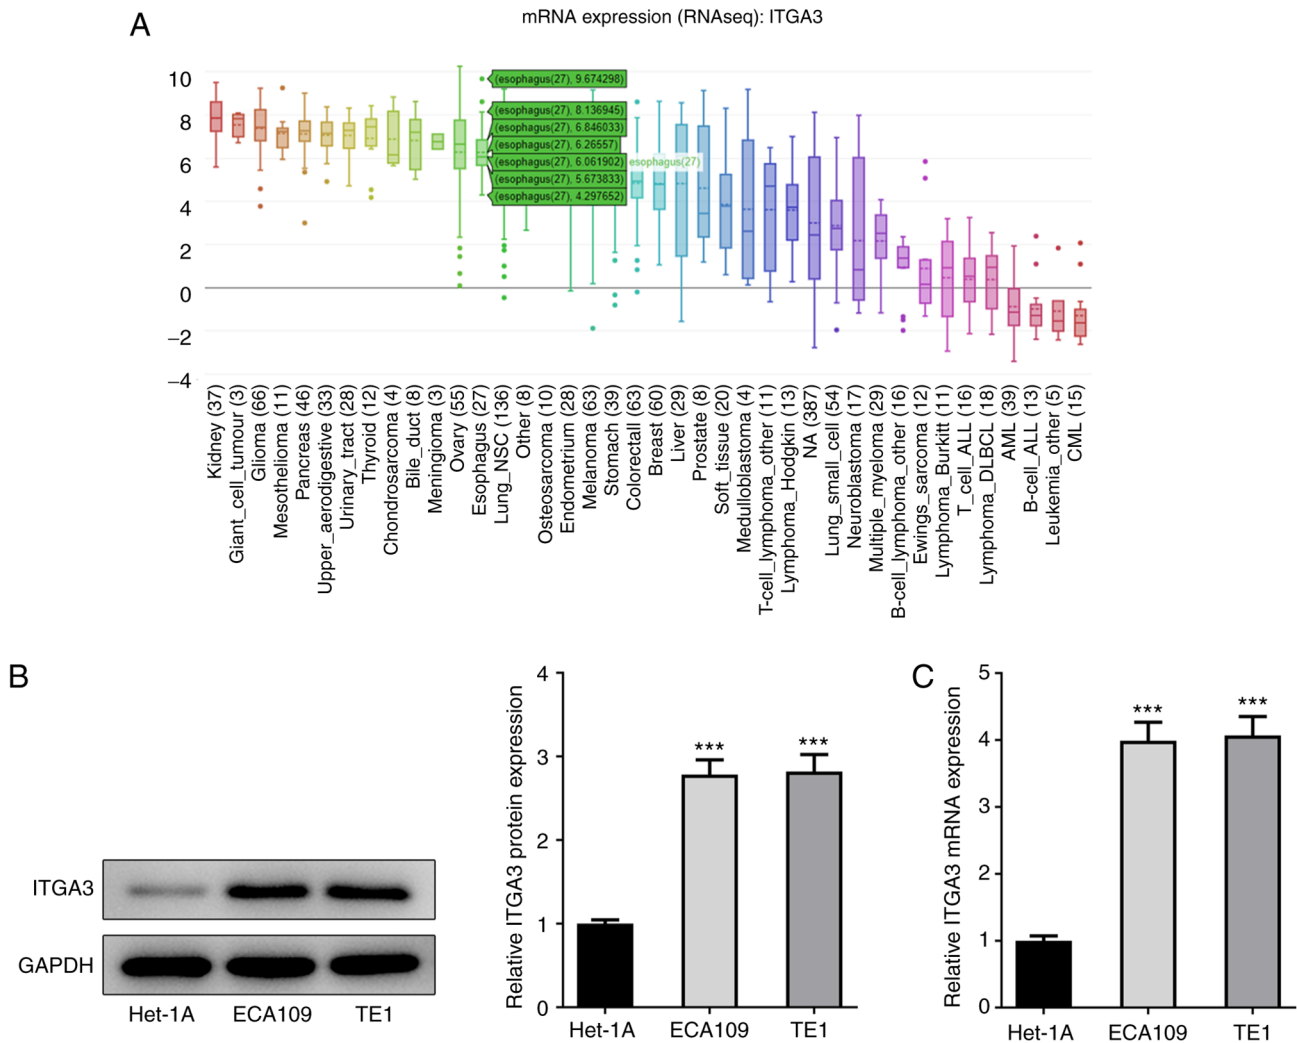 A
mRNA expression (RNAseq): ITGA3
10
8
6
4
2
0
−2
−4
(esophagus(27), 9.674298)
(esophagus(27), 8.136945)
(esophagus(27), 6.846033)
(esophagus(27), 6.26557)
(esophagus(27), 6.061902)
esophagus(27)
(esophagus(27), 5.673833)
(esophagus(27), 4.297652)
Kidney (37)
Giant_cell_tumour (3)
Glioma (66)
Mesothelioma (11)
Pancreas (46)
Upper_aerodigestive (33)
Urinary_tract (28)
Thyroid (12)
Chondrosarcoma (4)
Bile_duct (8)
Meningioma (3)
Ovary (55)
Esophagus (27)
Lung_NSC (136)
Other (8)
Osteosarcoma (10)
Endometrium (28)
Melanoma (63)
Stomach (39)
Colorectall (63)
Breast (60)
Liver (29)
Prostate (8)
Soft_tissue (20)
Medulloblastoma (4)
T-cell_lymphoma_other (11)
Lymphoma_Hodgkin (13)
NA (387)
Lung_small_cell (54)
Neuroblastoma (17)
Multiple_myeloma (29)
B-cell_lymphoma_other (16)
Ewings_sarcoma (12)
Lymphoma_Burkitt (11)
T_cell_ALL (16)
Lymphoma_DLBCL (18)
AML (39)
B-cell_ALL (13)
Leukemia_other (5)
CML (15)
B
ITGA3
GAPDH
Het-1A ECA109 TE1
Relative ITGA3 protein expression
4
3
2
1
0
***
***
Het-1A ECA109 TE1
C
Relative ITGA3 mRNA expression
5
4
3
2
1
0
***
***
Het-1A ECA109 TE1